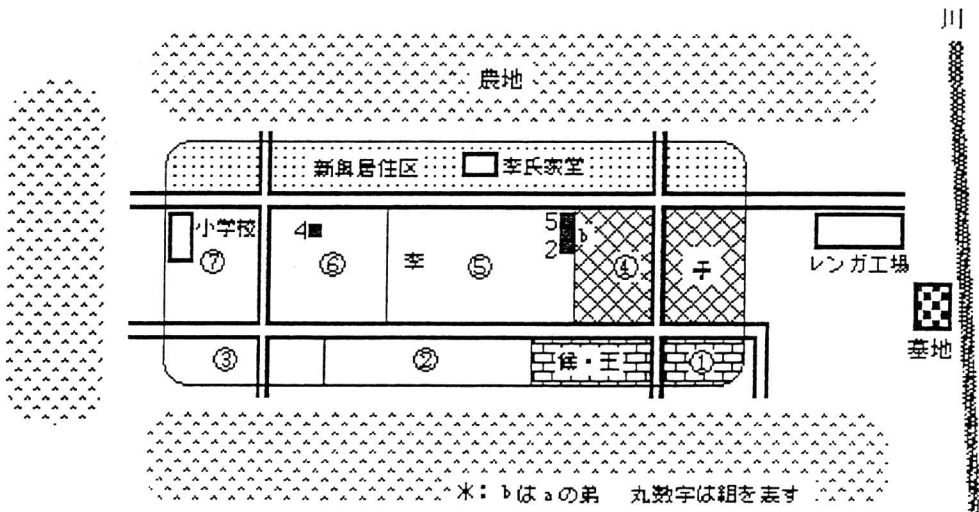 川
農地
新興居住区
李氏家堂
小学校
⑦
4
⑥
李
⑤
5
2
b
④
于
レンガ工場
墓地
③
②
侯・王
①
*: bはaの弟 丸数字は組を表す